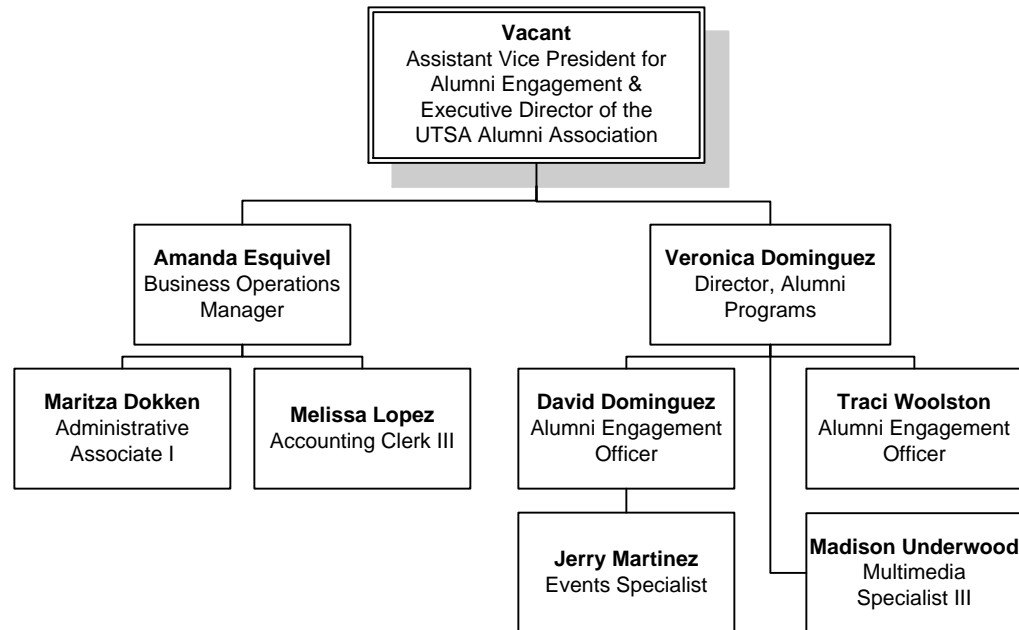 Vacant
Assistant Vice President for
Alumni Engagement &
Executive Director of the
UTSA Alumni Association
Amanda Esquivel
Business Operations
Manager
Veronica Dominguez
Director, Alumni
Programs
Maritza Dokken
Administrative
Associate I
Melissa Lopez
Accounting Clerk III
David Dominguez
Alumni Engagement
Officer
Traci Woolston
Alumni Engagement
Officer
Jerry Martinez
Events Specialist
Madison Underwood
Multimedia
Specialist III